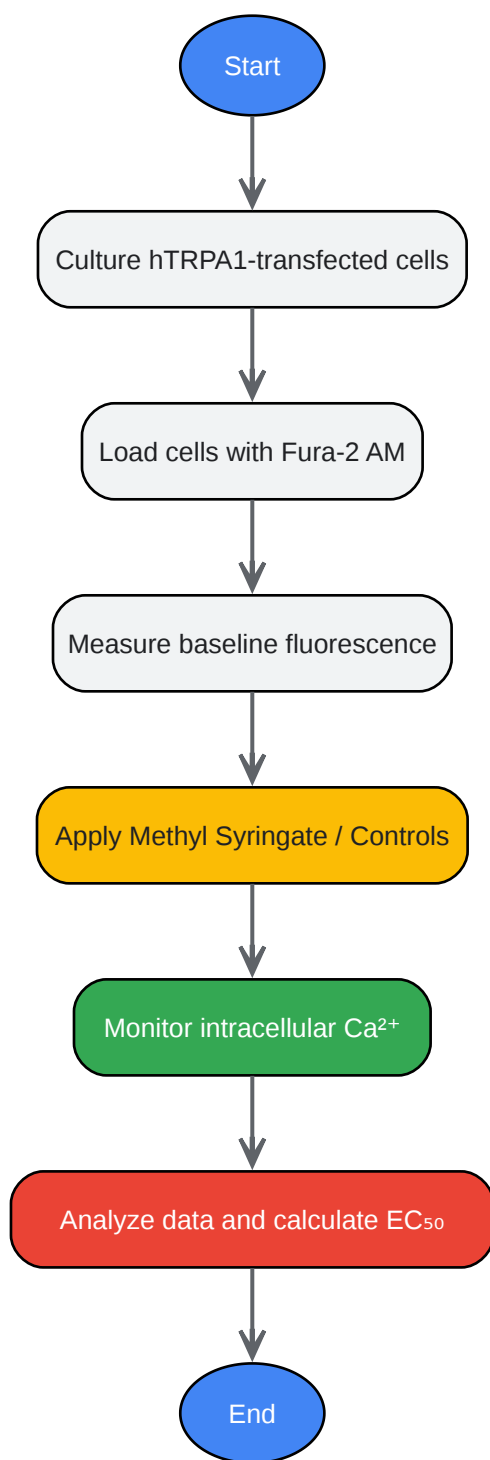 Start
Culture hTRPA1-transfected cells
Load cells with Fura-2 AM
Measure baseline fluorescence
Apply Methyl Syringate / Controls
Monitor intracellular Ca²⁺
Analyze data and calculate EC₅₀
End